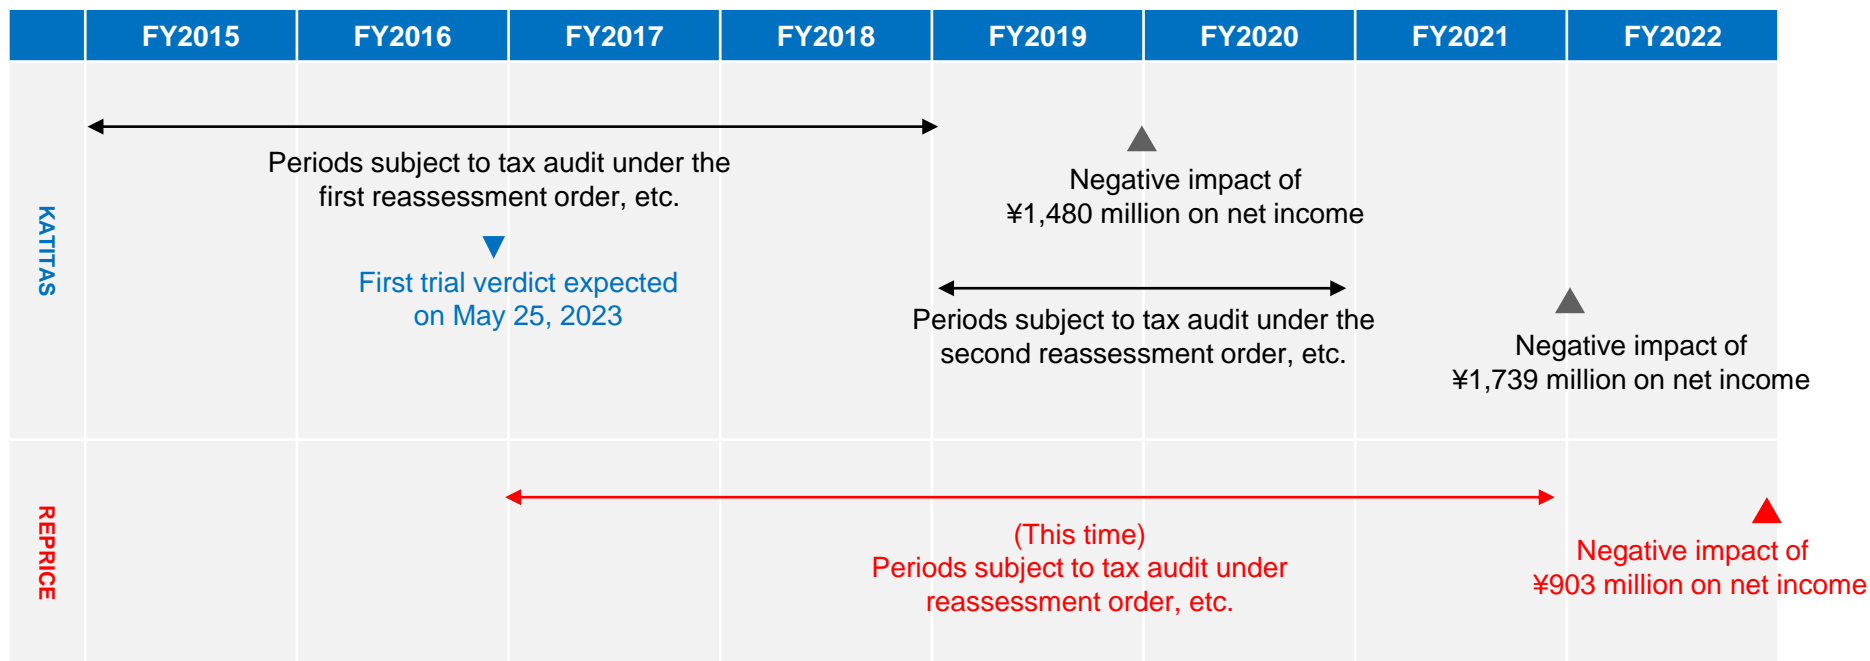 FY2015 FY2016 FY2017 FY2018 FY2019 FY2020 FY2021 FY2022
KATITAS
Periods subject to tax audit under the
first reassessment order, etc.
First trial verdict expected
on May 25, 2023
Negative impact of
¥1,480 million on net income
Periods subject to tax audit under the
second reassessment order, etc.
Negative impact of
¥1,739 million on net income
REPRICE
(This time)
Periods subject to tax audit under
reassessment order, etc.
Negative impact of
¥903 million on net income